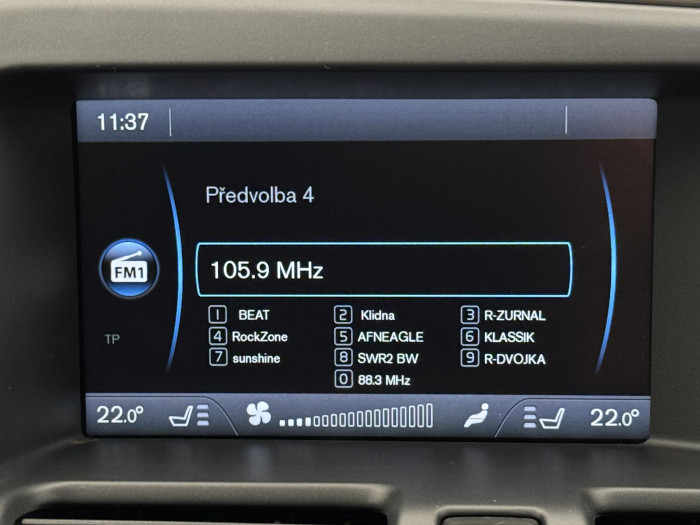 11:37
Předvolba 4
FM1
105.9 MHz
1 BEAT 2 Klidna 3 R-ZURNAL
4 RockZone 5 AFNEAGLE 6 KLASSIK
TP
7 sunshine 8 SWR2 BW 9 R-DVOJKA
0 88.3 MHz
22.0° 22.0°